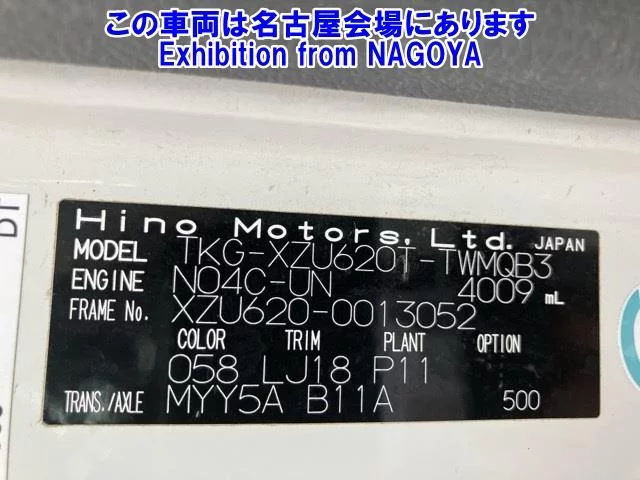 この車両は名古屋会場にあります
Exhibition from NAGOYA
Hino Motors, Ltd. JAPAN
MODEL TKG-XZU620T-TWMQB3
ENGINE N04C-UN 4009 mL
FRAME No. XZU620-0013052
COLOR TRIM PLANT OPTION
058 LJ18 P11
TRANS./AXLE MYY5A B11A 500